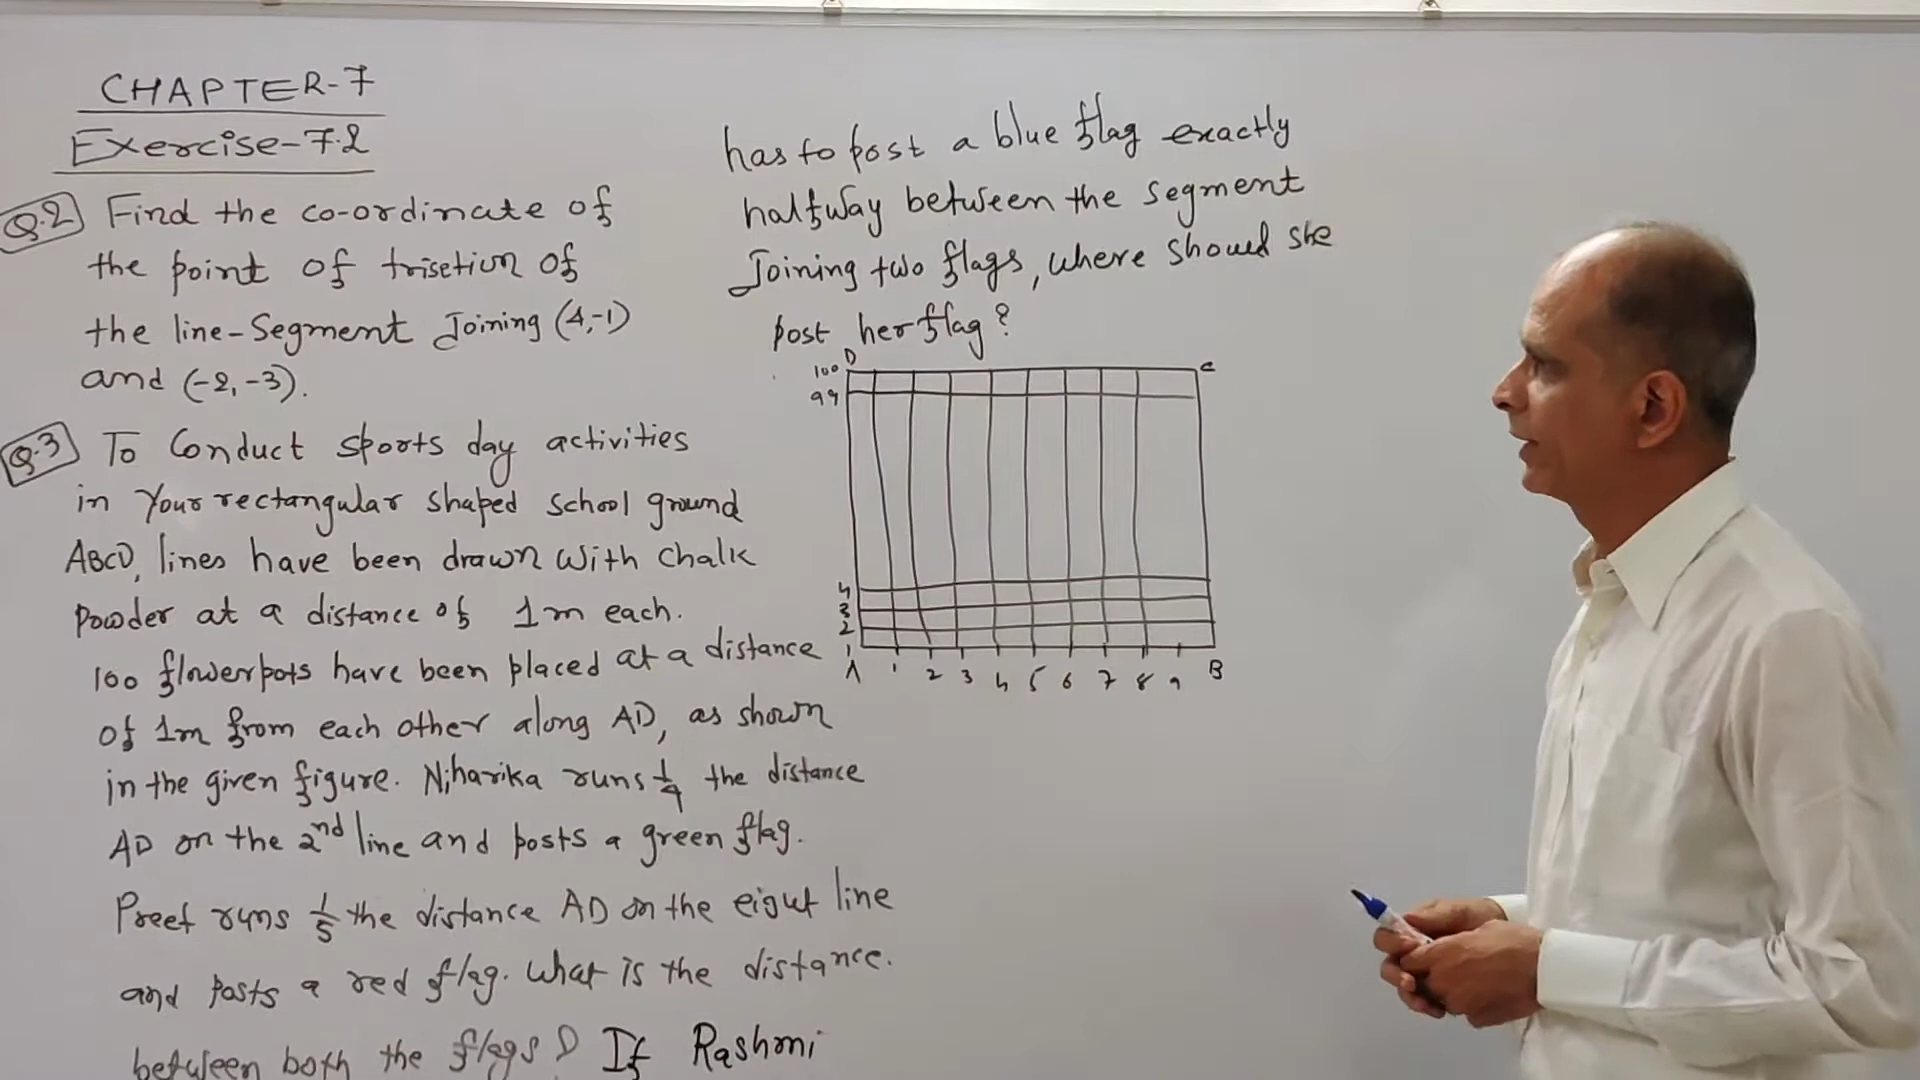 CHAPTER-7
Exercise-7.2
Q.2 Find the co-ordinate of
the point of trisetion of
the line-Segment Joining (4,-1)
and (-2,-3).
Q.3 To Conduct sports day activities
in Your rectangular shaped school ground
ABCD, lines have been drawn with chalk
Powder at a distance of 1m each.
100 flowerpots have been placed at a distance
of 1m from each other along AD, as shown
in the given figure. Niharika runs 1/4 the distance
AD on the 2nd line and posts a green flag.
Preet runs 1/5 the distance AD on the eight line
and posts a red flag. What is the distance.
between both the flags? If Rashmi
has to post a blue flag exactly
halfway between the segment
Joining two flags, where should she
post her flag?
D C
100
99
4
3
2
1
A 1 2 3 4 5 6 7 8 9 B